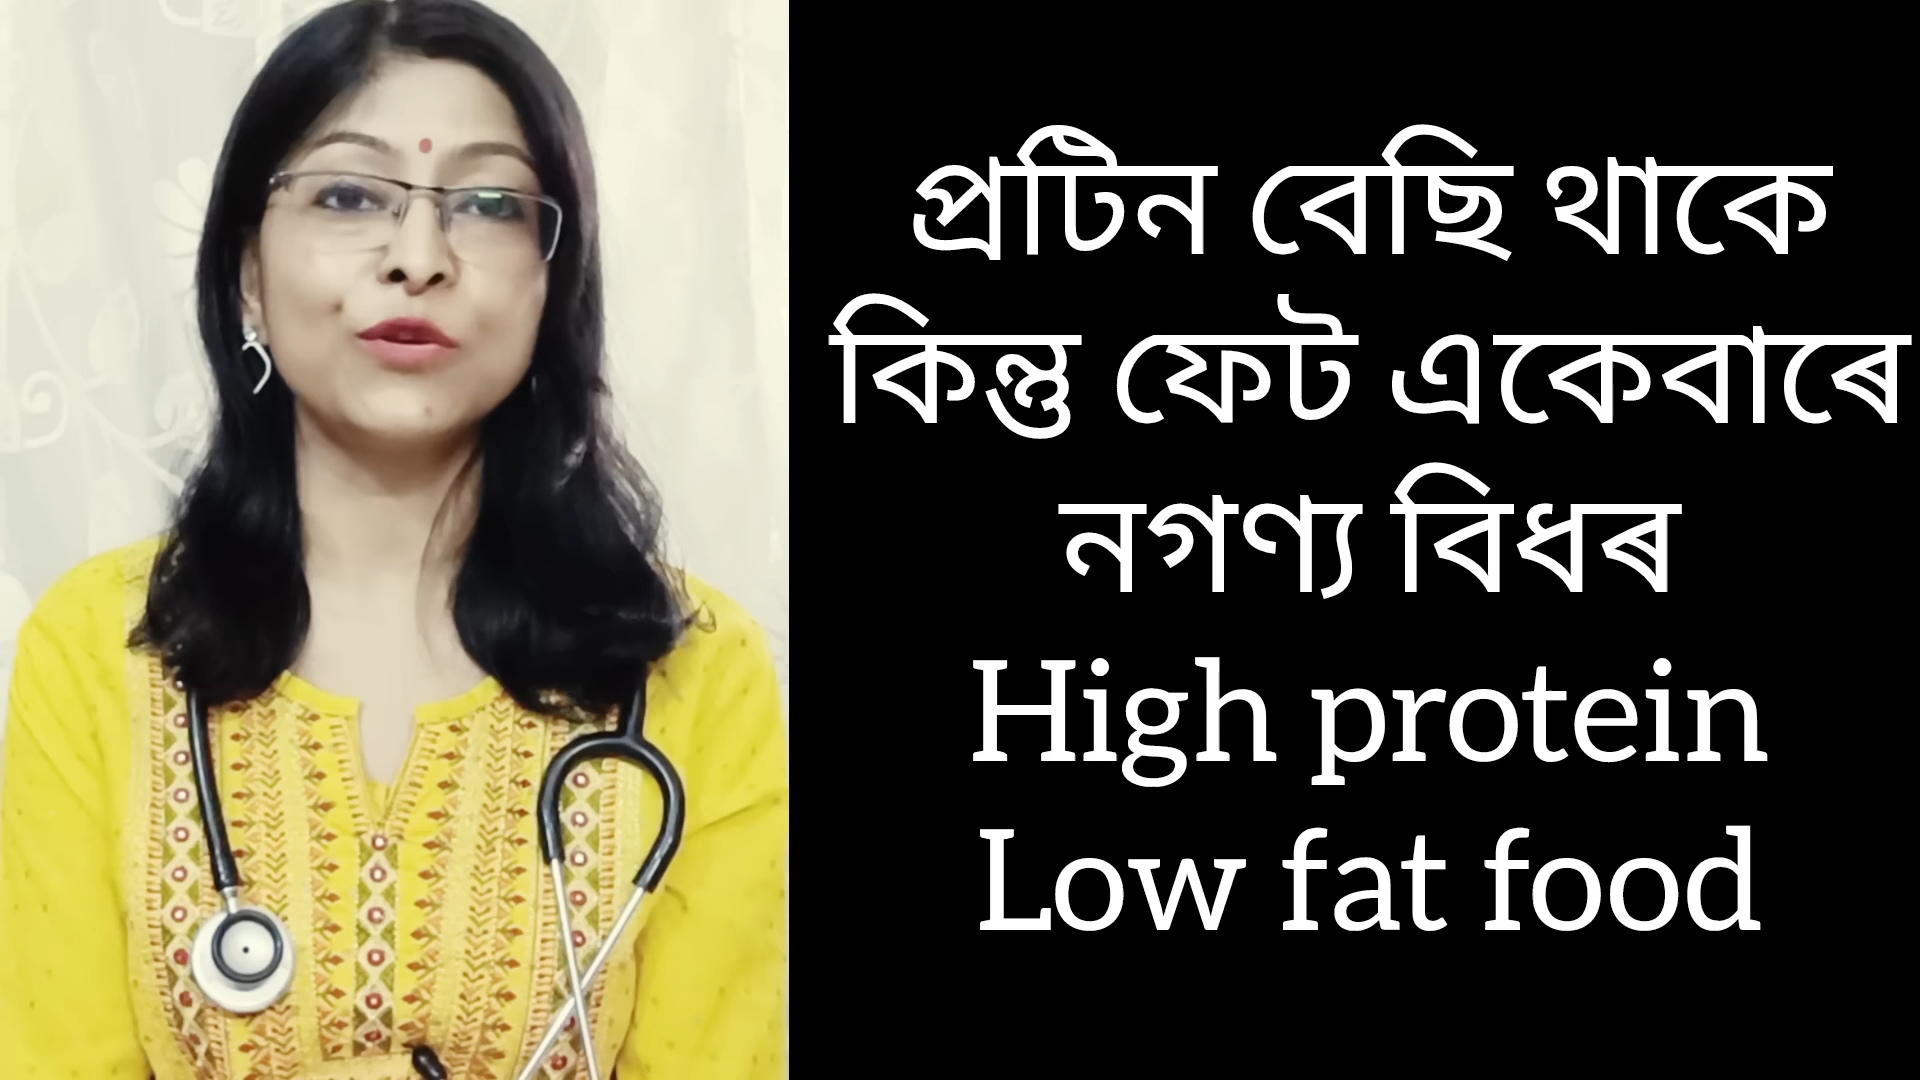 প্ৰটিন বেছি থাকে
কিন্তু ফেট একেবাৰে
নগণ্য বিধৰ
High protein
Low fat food